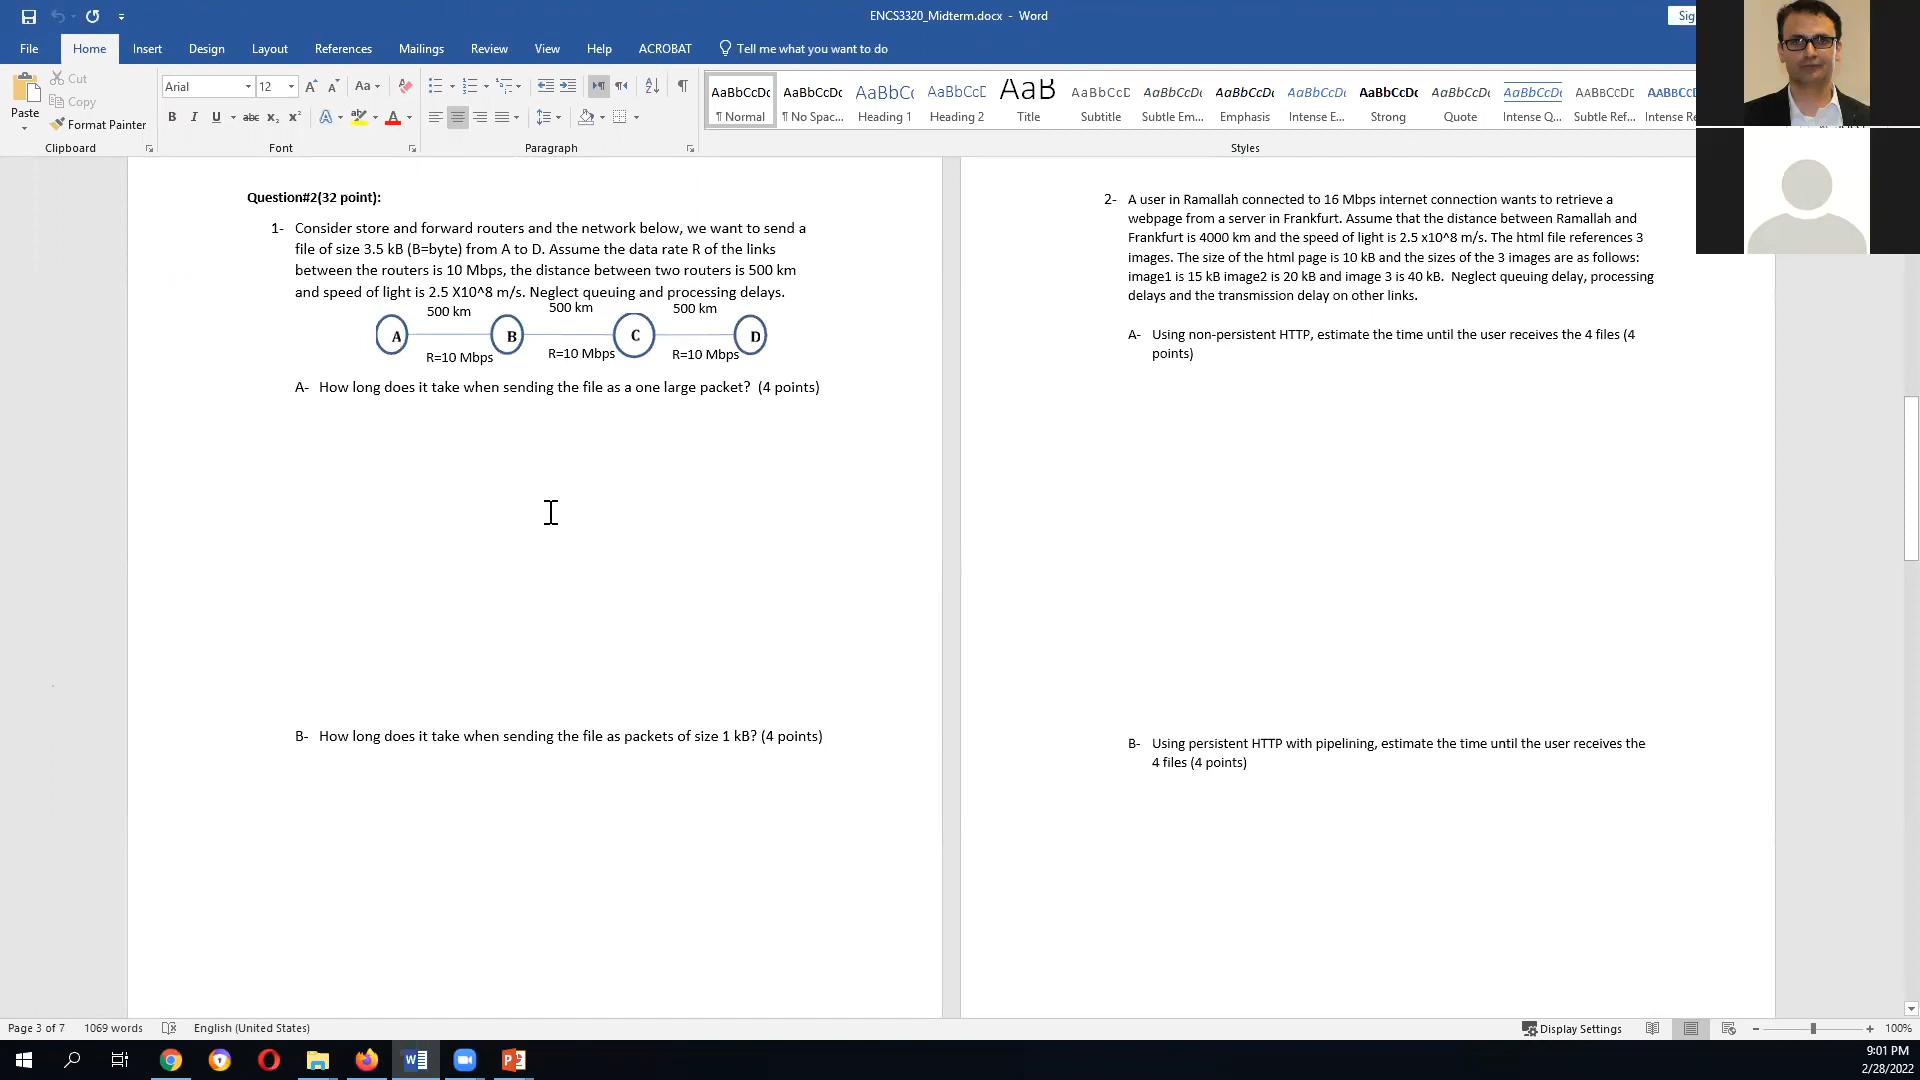 ENCS3320_Midterm.docx - Word
Sig
File Home Insert Design Layout References Mailings Review View Help ACROBAT Tell me what you want to do
Paste
Cut
Copy
Format Painter
Clipboard
Arial 12
Font
Paragraph
AaBbCcDc AaBbCcDc AaBbCc AaBbCcD AaB AaBbCcD AaBbCcDc AaBbCcDc AaBbCcDc AaBbCcDc AaBbCcDc AaBbCcDc AaBbCcDd AaBbCc
¶ Normal ¶ No Spac... Heading 1 Heading 2 Title Subtitle Subtle Em... Emphasis Intense E... Strong Quote Intense Q... Subtle Ref... Intense Re
Styles
Question#2(32 point):
1- Consider store and forward routers and the network below, we want to send a
file of size 3.5 kB (B=byte) from A to D. Assume the data rate R of the links
between the routers is 10 Mbps, the distance between two routers is 500 km
and speed of light is 2.5 X10^8 m/s. Neglect queuing and processing delays.
500 km 500 km 500 km
A B C D
R=10 Mbps R=10 Mbps R=10 Mbps
A- How long does it take when sending the file as a one large packet? (4 points)
B- How long does it take when sending the file as packets of size 1 kB? (4 points)
2- A user in Ramallah connected to 16 Mbps internet connection wants to retrieve a
webpage from a server in Frankfurt. Assume that the distance between Ramallah and
Frankfurt is 4000 km and the speed of light is 2.5 x10^8 m/s. The html file references 3
images. The size of the html page is 10 kB and the sizes of the 3 images are as follows:
image1 is 15 kB image2 is 20 kB and image 3 is 40 kB. Neglect queuing delay, processing
delays and the transmission delay on other links.
A- Using non-persistent HTTP, estimate the time until the user receives the 4 files (4
points)
B- Using persistent HTTP with pipelining, estimate the time until the user receives the
4 files (4 points)
Page 3 of 7 1069 words English (United States) Display Settings 100%
9:01 PM
2/28/2022